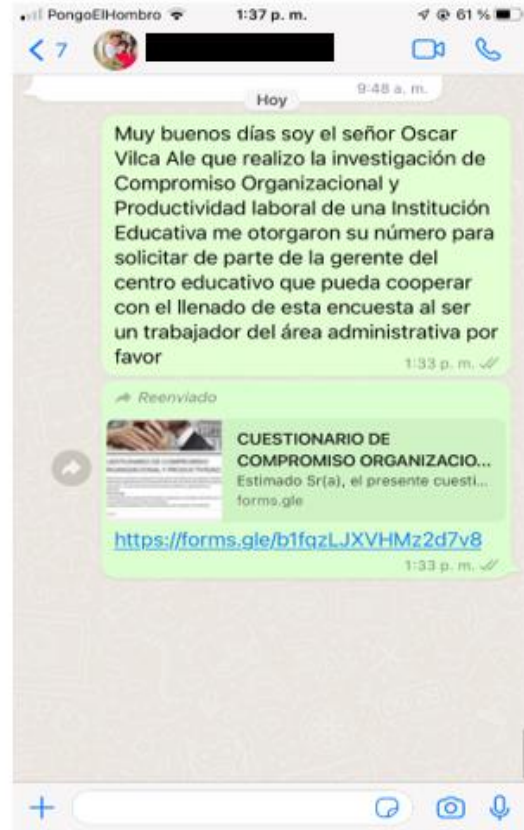 PongoElHombro 1:37 p. m. 61 %
7
9:48 a. m.
Hoy
Muy buenos días soy el señor Oscar
Vilca Ale que realizo la investigación de
Compromiso Organizacional y
Productividad laboral de una Institución
Educativa me otorgaron su número para
solicitar de parte de la gerente del
centro educativo que pueda cooperar
con el llenado de esta encuesta al ser
un trabajador del área administrativa por
favor
1:33 p. m.
Reenviado
CUESTIONARIO DE
COMPROMISO ORGANIZACIO...
Estimado Sr(a), el presente cuesti...
forms.gle
https://forms.gle/b1fqzLJXVHMz2d7v8
1:33 p. m.